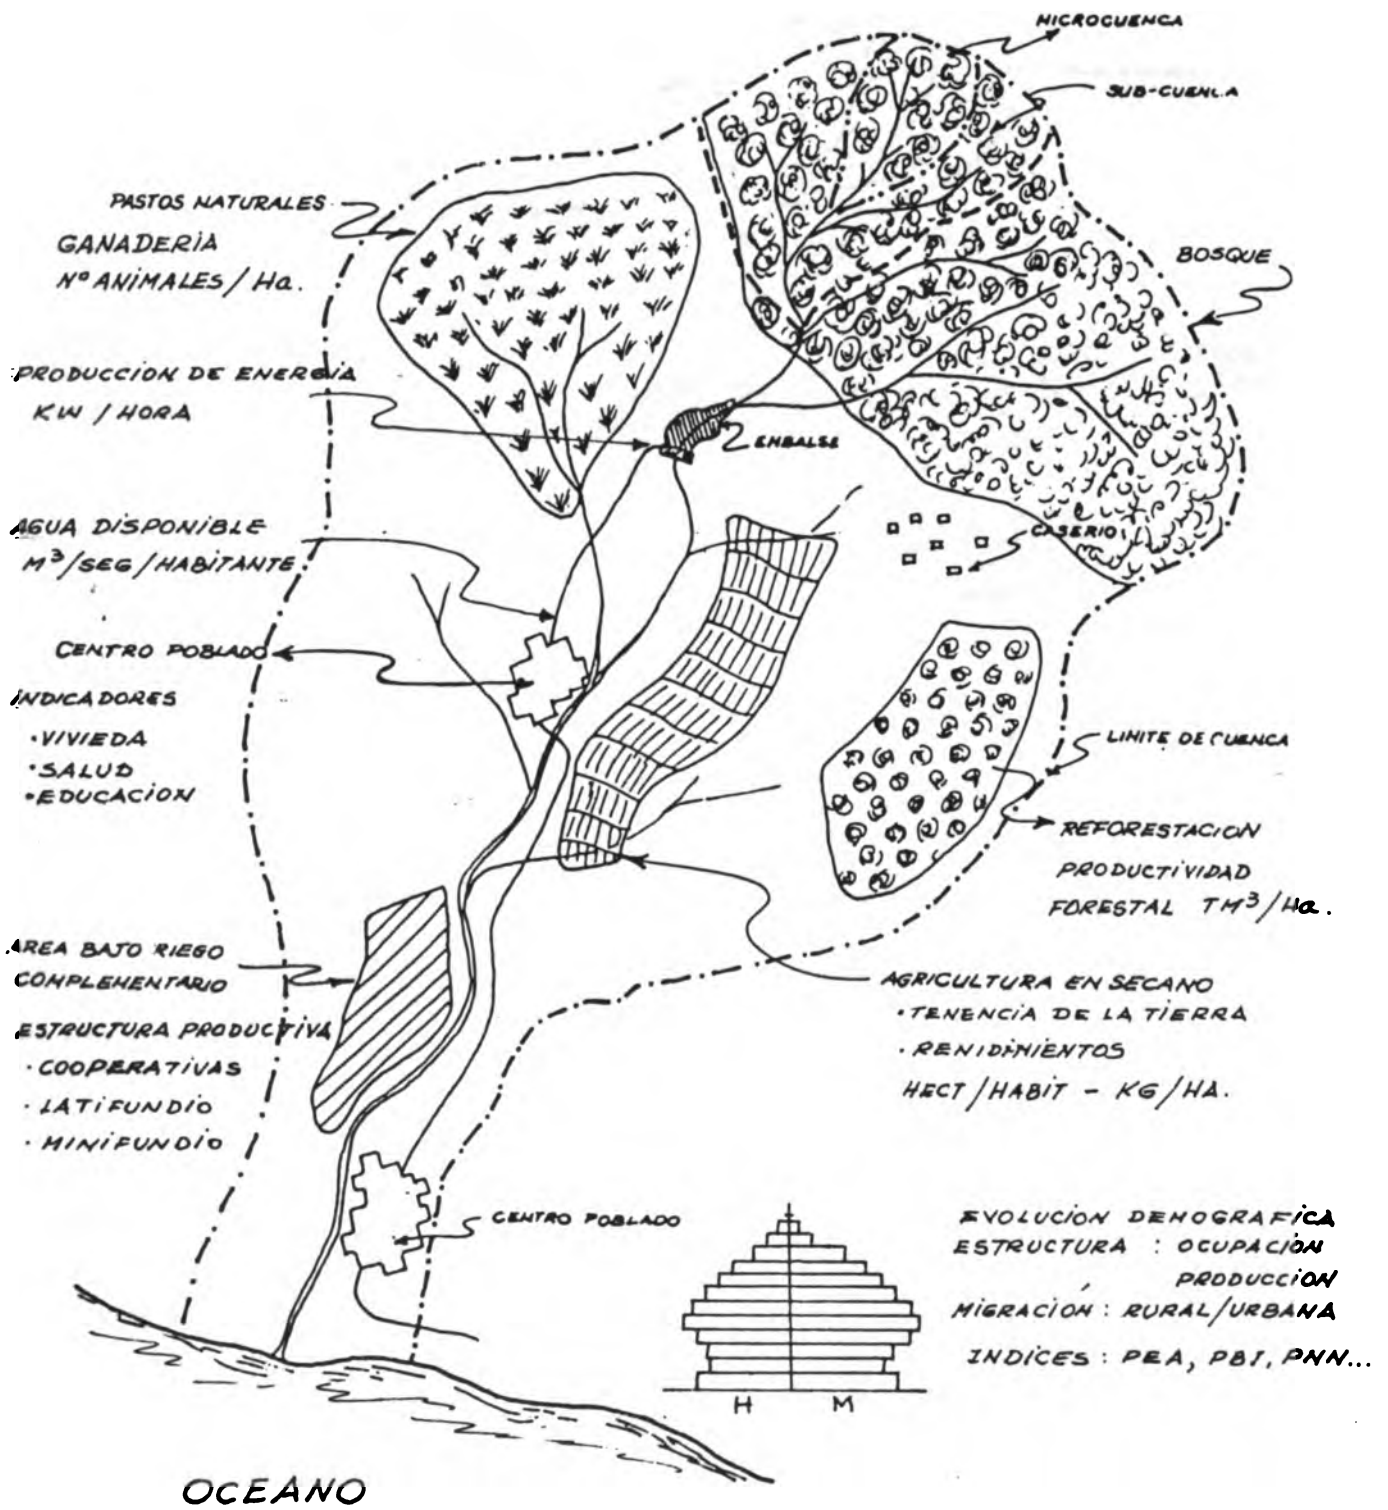 MICROCUENCA
SUB-CUENCA
PASTOS NATURALES
GANADERIA
Nº ANIMALES / Ha.
BOSQUE
PRODUCCION DE ENERGIA
KW / HORA
EMBALSE
AGUA DISPONIBLE
M³/SEG/HABITANTE
CASERIO
CENTRO POBLADO
INDICADORES
·VIVIEDA
·SALUD
·EDUCACION
LIMITE DE CUENCA
REFORESTACION
PRODUCTIVIDAD
FORESTAL TM³/Ha.
AREA BAJO RIEGO
COMPLEMENTARIO
ESTRUCTURA PRODUCTIVA
· COOPERATIVAS
· LATIFUNDIO
· MINIFUNDIO
AGRICULTURA EN SECANO
·TENENCIA DE LA TIERRA
·RENIDIMIENTOS
HECT/HABIT – KG/HA.
CENTRO POBLADO
EVOLUCION DEMOGRAFICA
ESTRUCTURA : OCUPACIÓN
PRODUCCION
MIGRACIÓN : RURAL/URBANA
INDICES : PEA, PBI, PNN...
H M
OCEANO